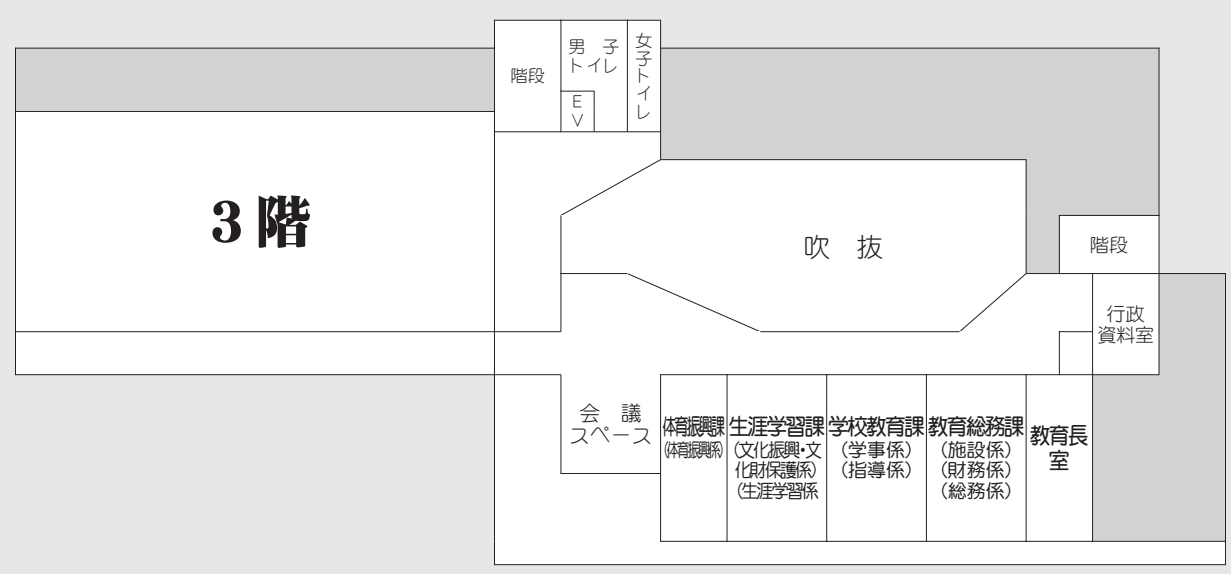 階段
男 子
トイレ
EV
女子トイレ
3階
吹 抜
階段
行政
資料室
会 議
スペース
体育振興課
(体育振興係)
生涯学習課
(文化振興・文
化財保護係)
(生涯学習係
学校教育課
(学事係)
(指導係)
教育総務課
(施設係)
(財務係)
(総務係)
教育長
室